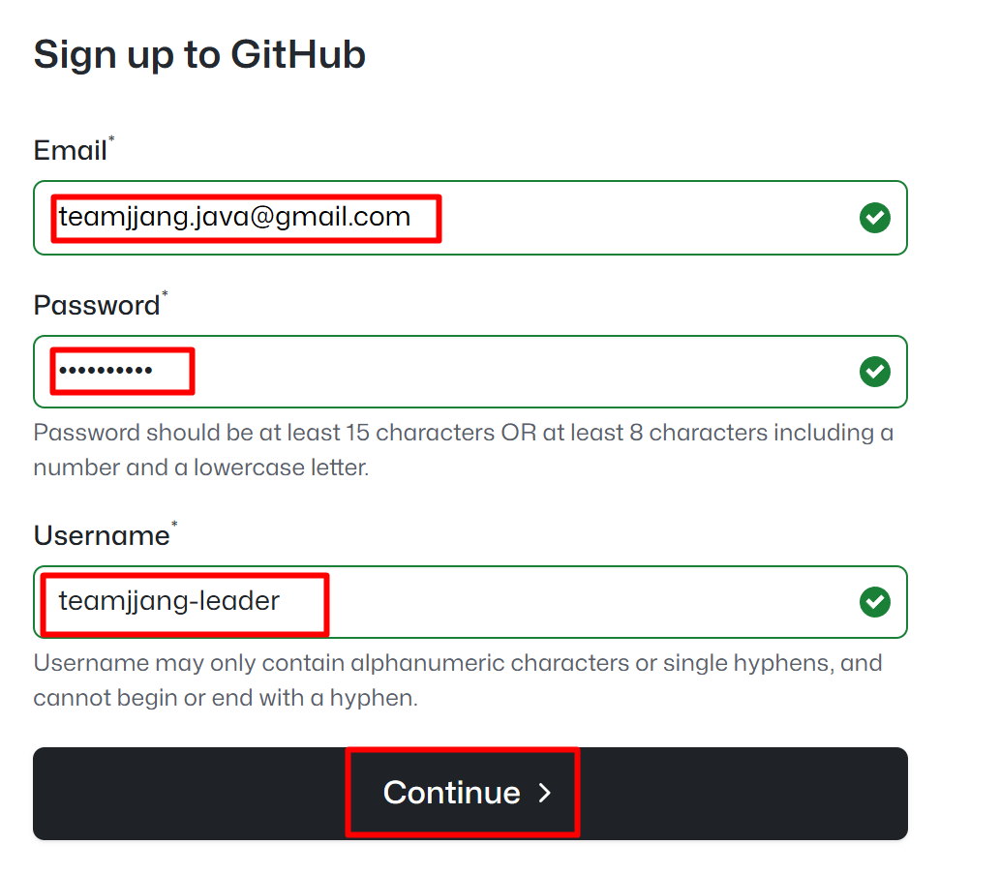 Sign up to GitHub
Email*
teamjjang.java@gmail.com
Password*
••••••••••
Password should be at least 15 characters OR at least 8 characters including a
number and a lowercase letter.
Username*
teamjjang-leader
Username may only contain alphanumeric characters or single hyphens, and
cannot begin or end with a hyphen.
Continue >